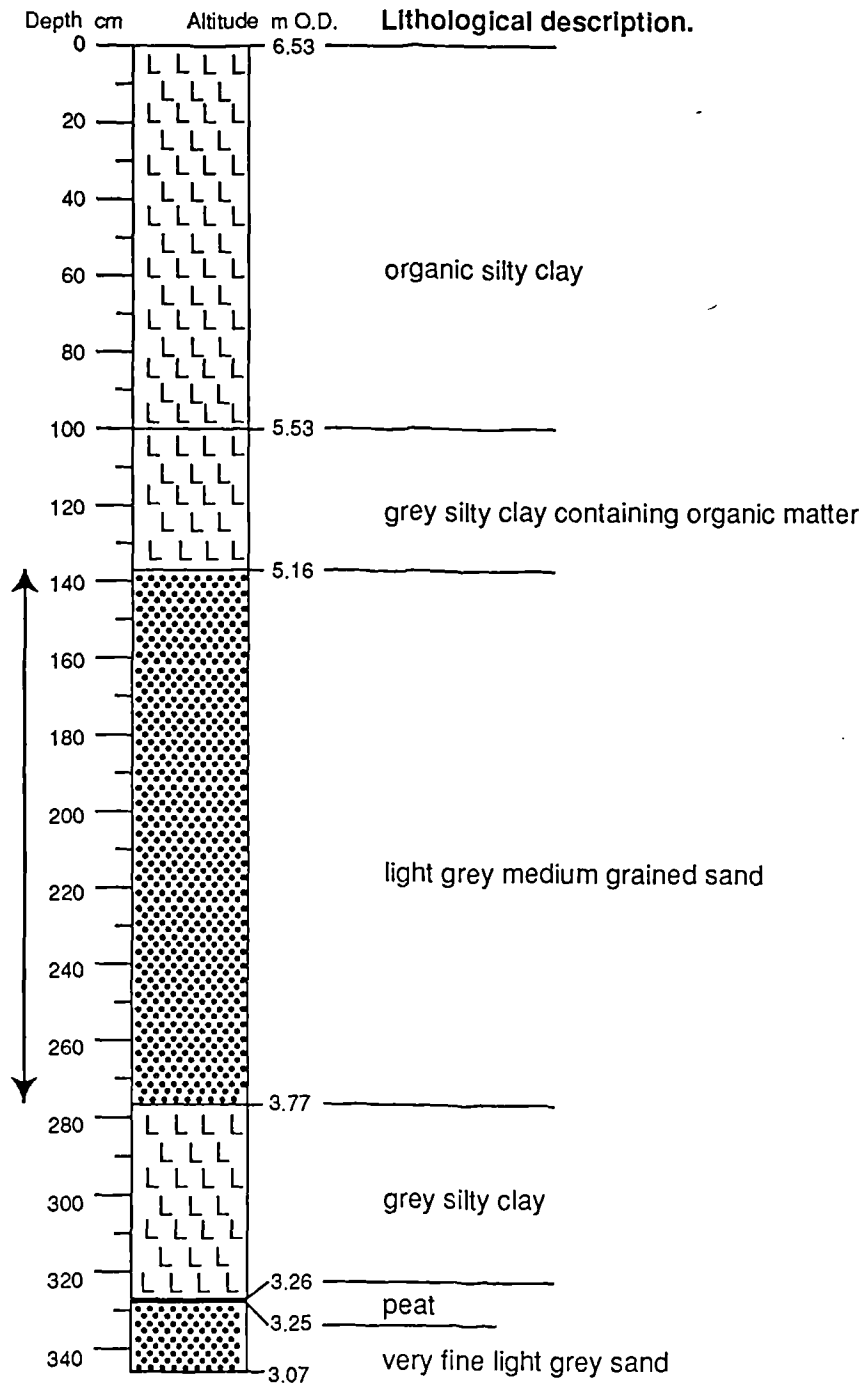 Depth cm Altitude m O.D. Lithological description.
0 6.53
20
40
organic silty clay
60
80
100 5.53
120 grey silty clay containing organic matter
5.16
140
160
180
200
light grey medium grained sand
220
240
260
3.77
280
300 grey silty clay
320 3.26
peat
3.25
340 very fine light grey sand
3.07